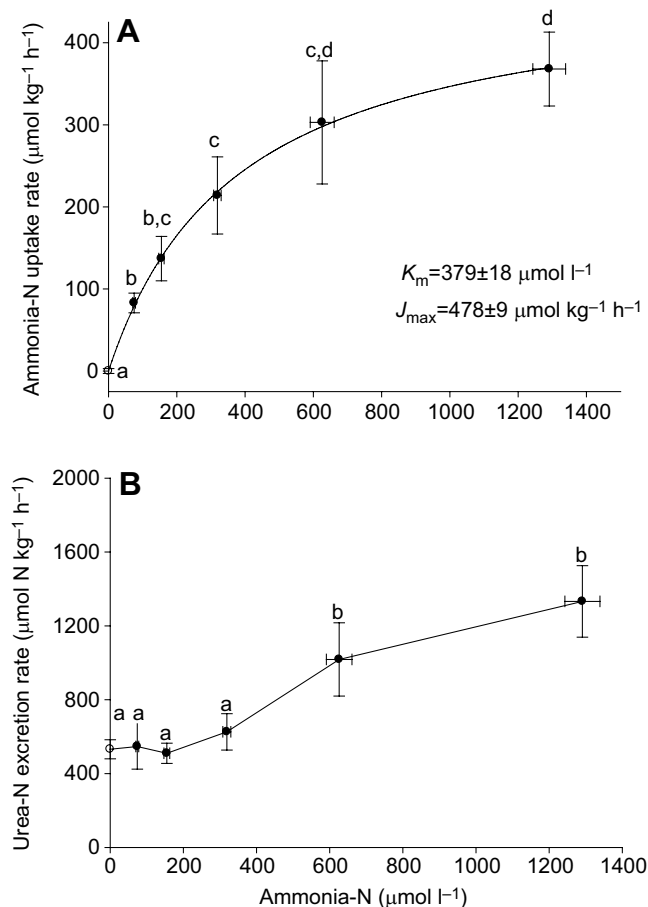 A
Ammonia-N uptake rate (μmol kg⁻¹ h⁻¹)
400
300
200
100
0
a
b
b,c
c
c,d
d
Km=379±18 μmol l⁻¹
Jmax=478±9 μmol kg⁻¹ h⁻¹
0 200 400 600 800 1000 1200 1400
B
Urea-N excretion rate (μmol N kg⁻¹ h⁻¹)
2000
1600
1200
800
400
0
a a a a b b
0 200 400 600 800 1000 1200 1400
Ammonia-N (μmol l⁻¹)